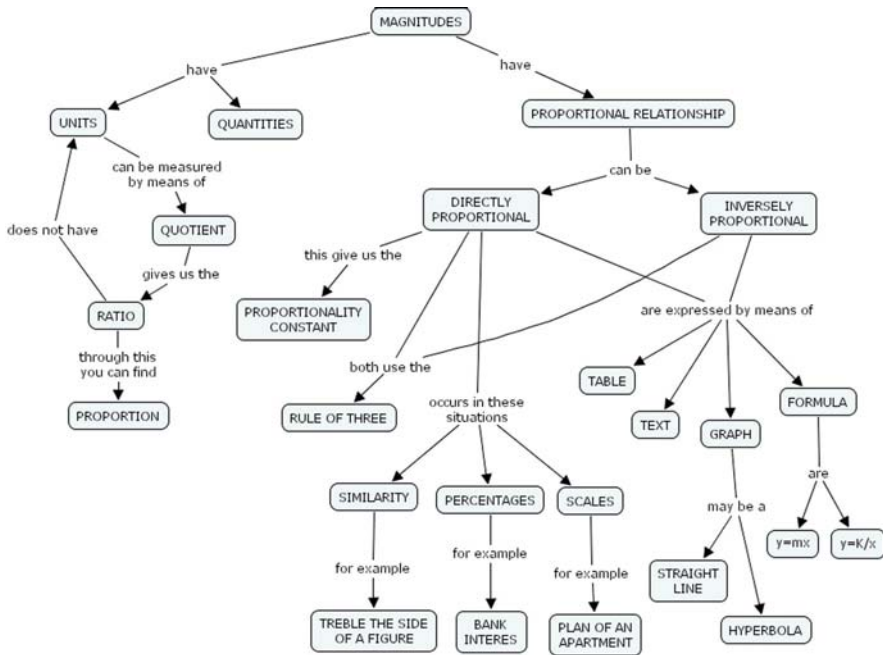 MAGNITUDES
have
have
UNITS
QUANTITIES
PROPORTIONAL RELATIONSHIP
can be measured
by means of
can be
DIRECTLY
PROPORTIONAL
INVERSELY
PROPORTIONAL
does not have
QUOTIENT
this give us the
gives us the
PROPORTIONALITY
CONSTANT
RATIO
are expressed by means of
through this
you can find
both use the
TABLE
FORMULA
PROPORTION
RULE OF THREE
occurs in these
situations
TEXT
GRAPH
are
SIMILARITY
PERCENTAGES
SCALES
may be a
y=mx
y=K/x
for example
for example
for example
STRAIGHT
LINE
TREBLE THE SIDE
OF A FIGURE
BANK
INTERES
PLAN OF AN
APARTMENT
HYPERBOLA